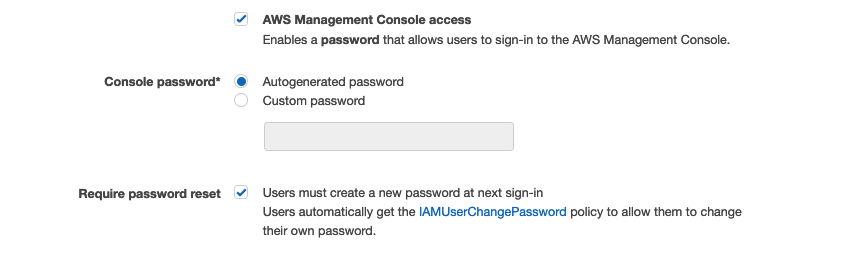 AWS Management Console access
Enables a password that allows users to sign-in to the AWS Management Console.
Console password*
Autogenerated password
Custom password
Require password reset
Users must create a new password at next sign-in
Users automatically get the IAMUserChangePassword policy to allow them to change
their own password.